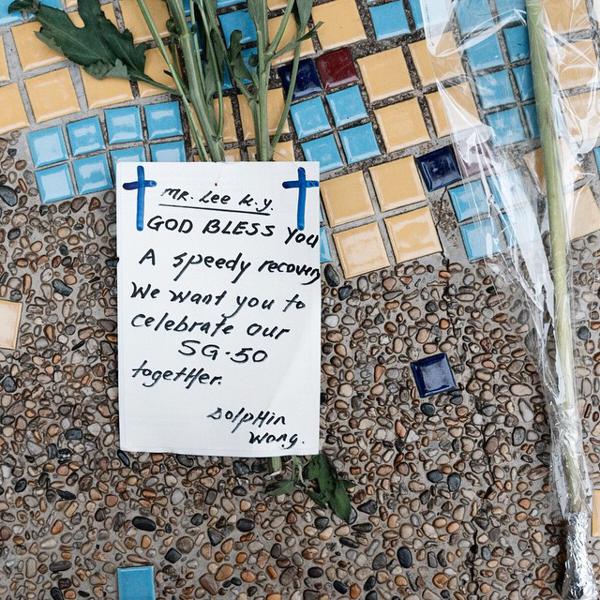 MR. Lee K.Y.
GOD BLESS You
A speedy recovery
We want you to
celebrate our
SG-50
together.
Dolphin
Wong.